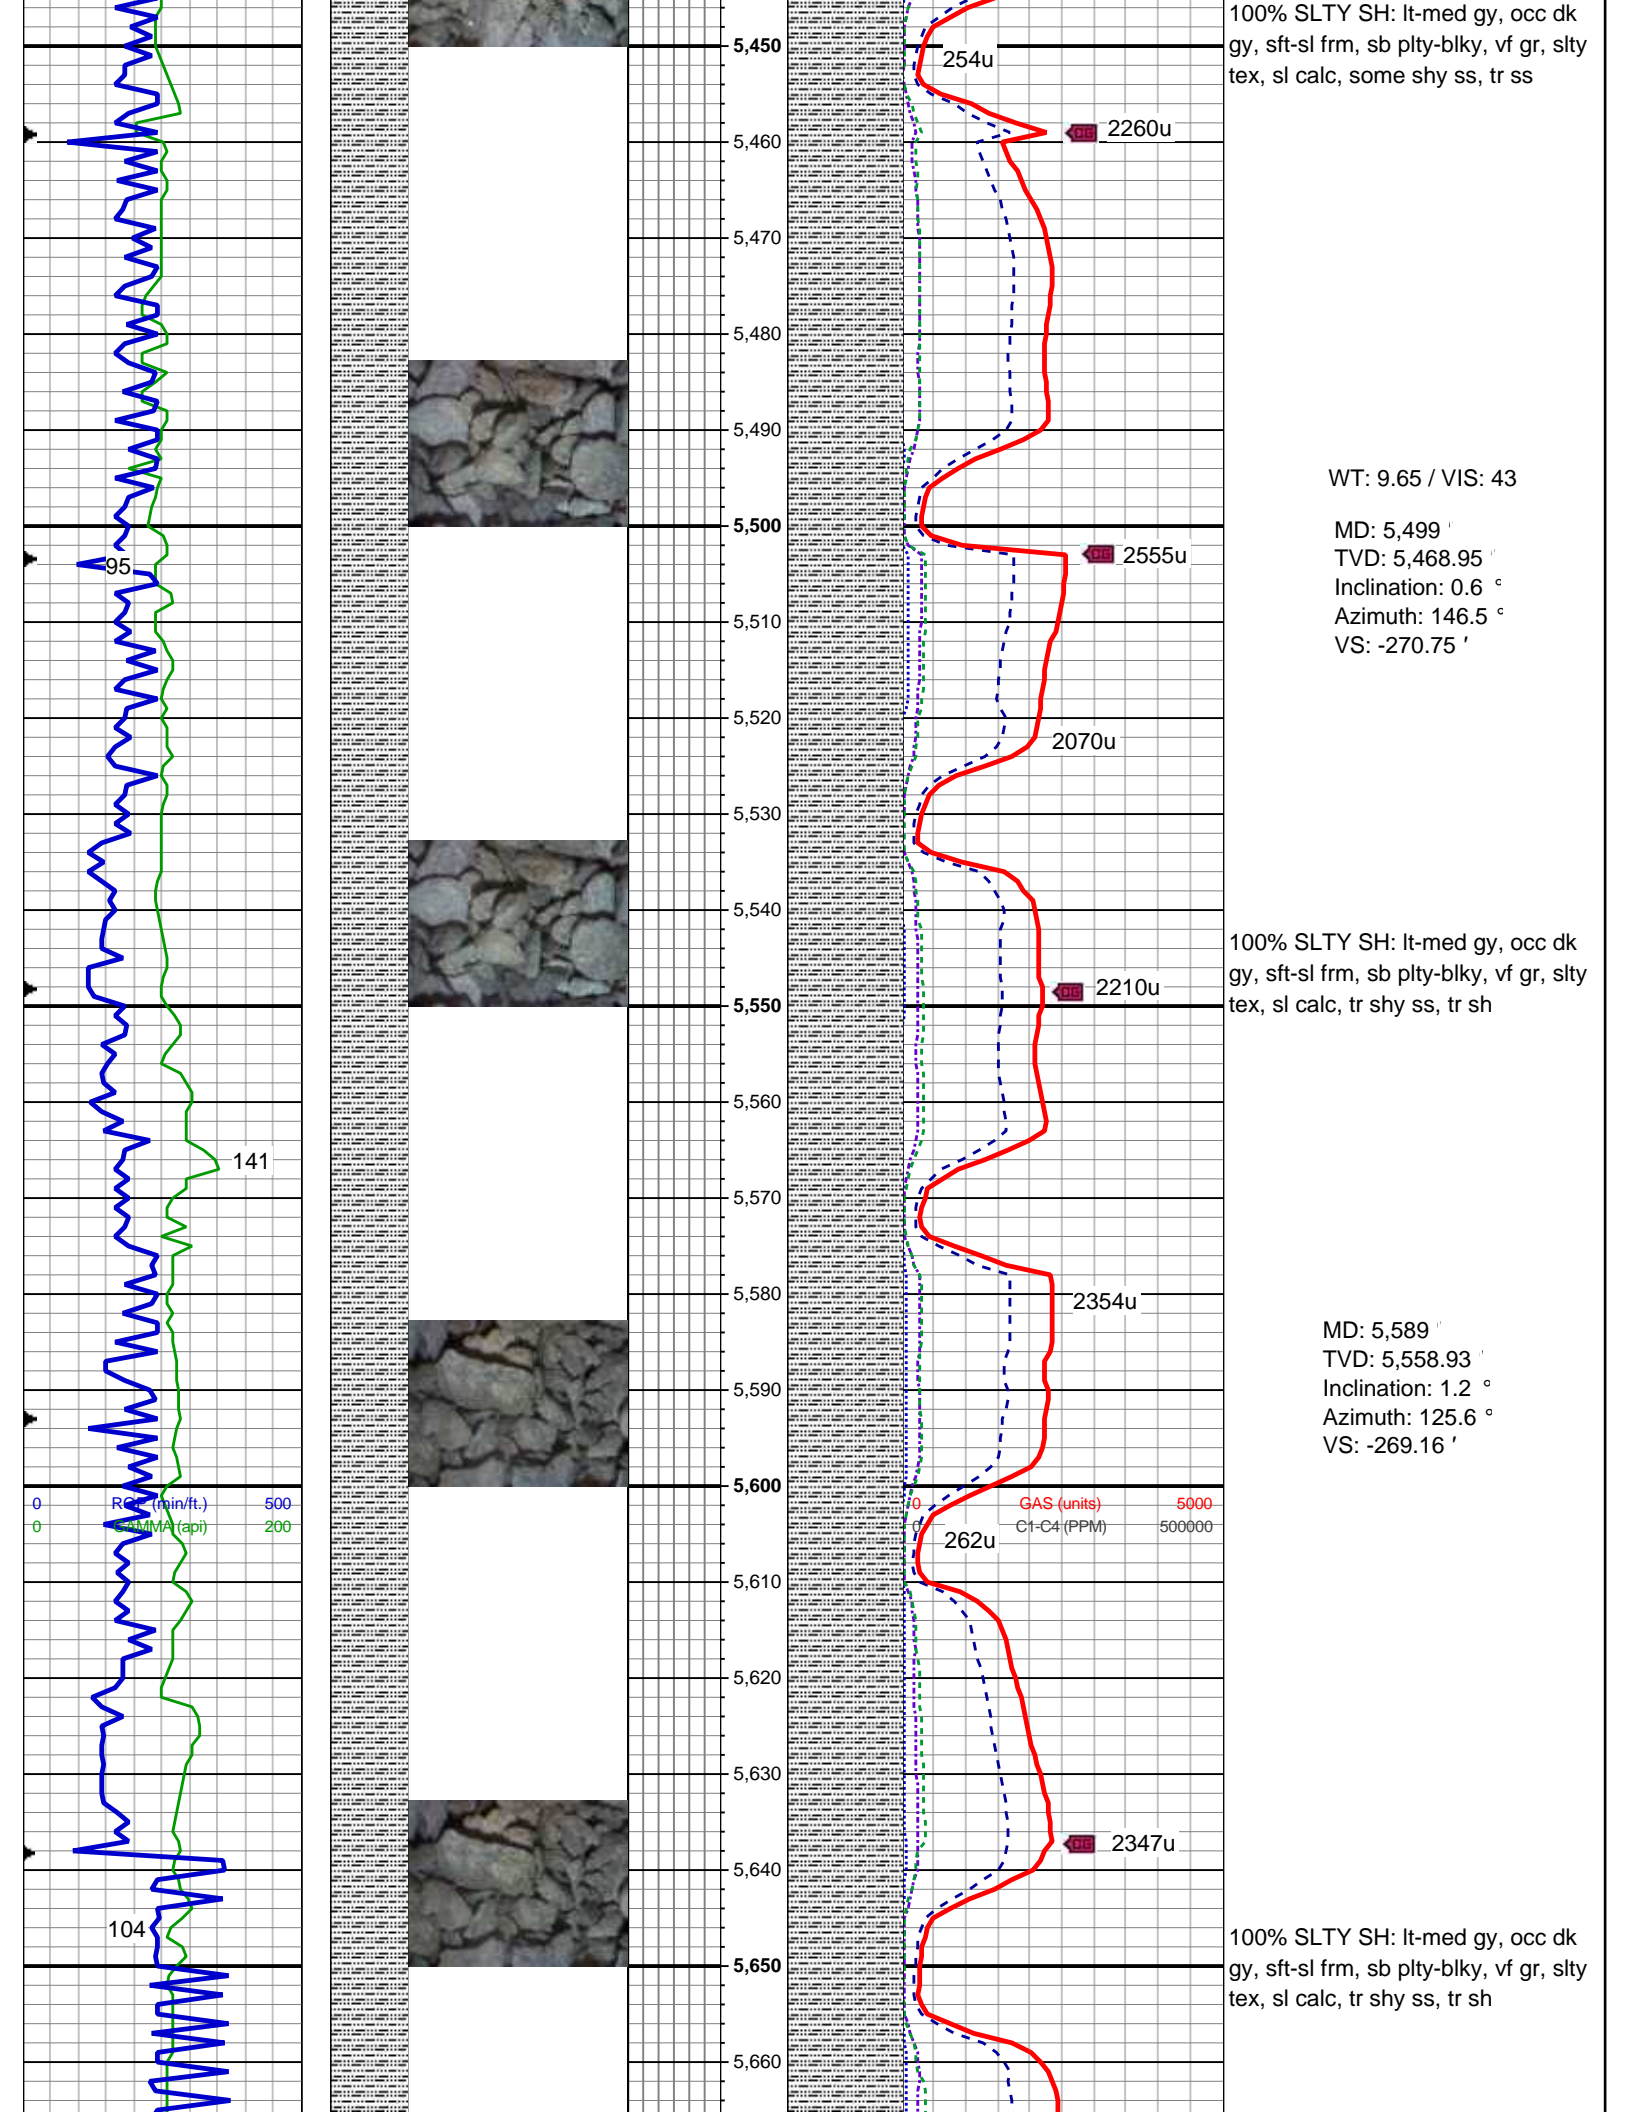 100% SLTY SH: lt-med gy, occ dk
gy, sft-sl frm, sb plty-blky, vf gr, slty
tex, sl calc, some shy ss, tr ss
5,450
254u
5,460
CG 2260u
5,470
5,480
5,490
WT: 9.65 / VIS: 43
5,500
MD: 5,499 '
TVD: 5,468.95 '
Inclination: 0.6 °
Azimuth: 146.5 °
VS: -270.75 '
95
CG 2555u
5,510
5,520
2070u
5,530
5,540
100% SLTY SH: lt-med gy, occ dk
gy, sft-sl frm, sb plty-blky, vf gr, slty
tex, sl calc, tr shy ss, tr sh
CG 2210u
5,550
5,560
141
5,570
5,580
2354u
MD: 5,589 '
TVD: 5,558.93 '
Inclination: 1.2 °
Azimuth: 125.6 °
VS: -269.16 '
5,590
5,600
0 ROP (min/ft.) 500
0 GAMMA (api) 200
0 GAS (units) 5000
0 C1-C4 (PPM) 500000
262u
5,610
5,620
5,630
CG 2347u
5,640
104
100% SLTY SH: lt-med gy, occ dk
gy, sft-sl frm, sb plty-blky, vf gr, slty
tex, sl calc, tr shy ss, tr sh
5,650
5,660